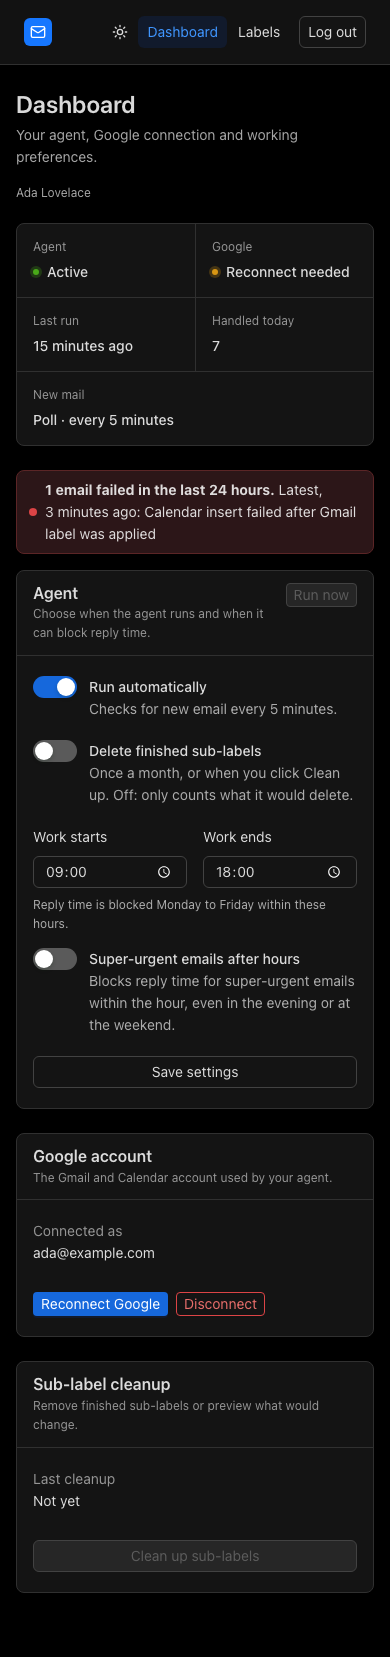 Dashboard
Labels
Log out
Dashboard
Your agent, Google connection and working
preferences.
Ada Lovelace
Agent
Active
Google
Reconnect needed
Last run
15 minutes ago
Handled today
7
New mail
Poll · every 5 minutes
1 email failed in the last 24 hours. Latest,
3 minutes ago: Calendar insert failed after Gmail
label was applied
Agent
Choose when the agent runs and when it
can block reply time.
Run now
Run automatically
Checks for new email every 5 minutes.
Delete finished sub-labels
Once a month, or when you click Clean
up. Off: only counts what it would delete.
Work starts
09:00
Work ends
18:00
Reply time is blocked Monday to Friday within these
hours.
Super-urgent emails after hours
Blocks reply time for super-urgent emails
within the hour, even in the evening or at
the weekend.
Save settings
Google account
The Gmail and Calendar account used by your agent.
Connected as
ada@example.com
Reconnect Google
Disconnect
Sub-label cleanup
Remove finished sub-labels or preview what would
change.
Last cleanup
Not yet
Clean up sub-labels